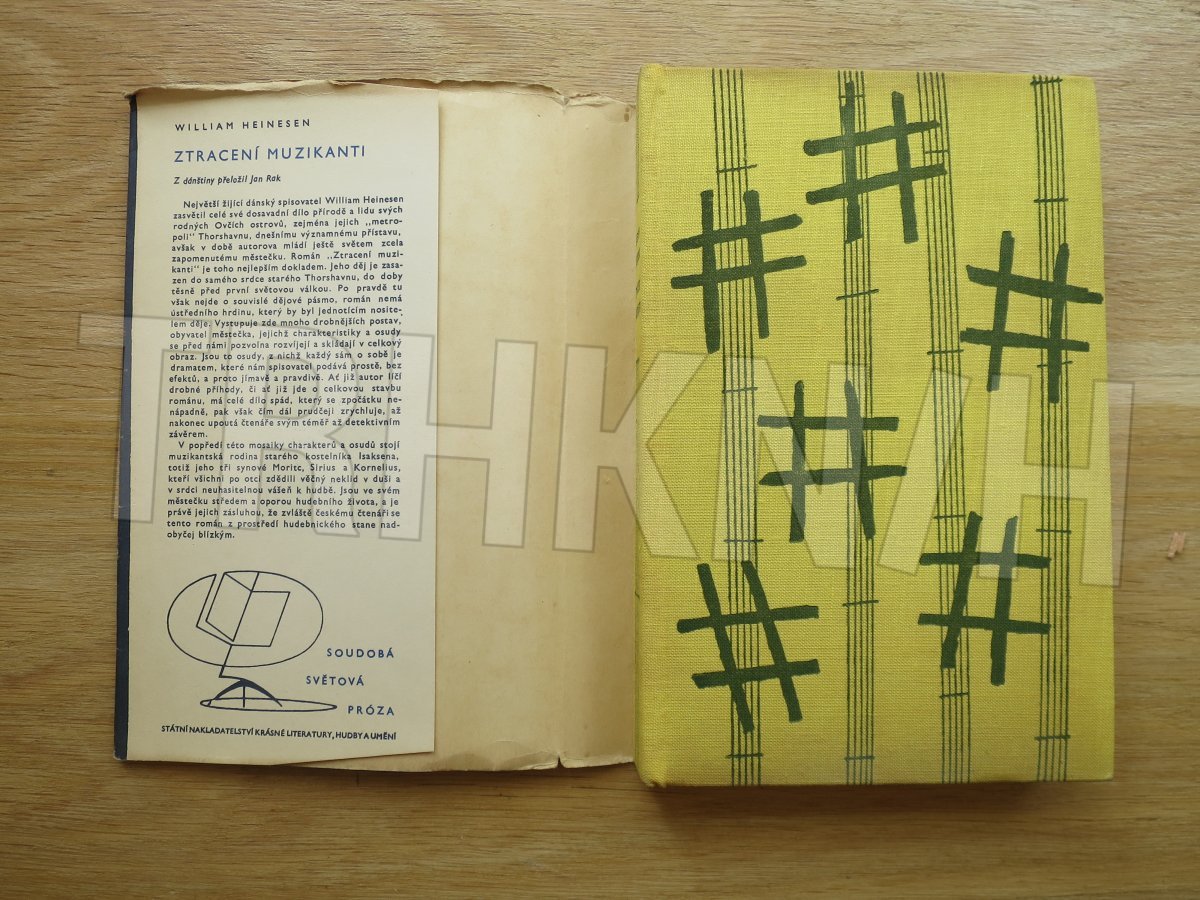 WILLIAM HEINESEN
ZTRACENÍ MUZIKANTI
Z dánštiny přeložil Jan Rak
Největší žijící dánský spisovatel William Heinesen
zasvětil celé své dosavadní dílo přírodě a lidu svých
rodných Ovčích ostrovů, zejména jejich ,,metro-
poli" Thorshavnu, dnešnímu významnému přístavu,
avšak v době autorova mládí ještě světem zcela
zapomenutému městečku. Román ,,Ztracení muzi-
kanti" je toho nejlepším dokladem. Jeho děj je zasa-
zen do samého srdce starého Thorshavnu, do doby
těsně před první světovou válkou. Po pravdě tu
však nejde o souvislé dějové pásmo, román nemá
ústředního hrdinu, který by byl jednotícím nosite-
lem děje. Vystupuje zde mnoho drobnějších postav,
obyvatel městečka, jejichž charakteristiky a osudy
se před námi pozvolna rozvíjejí a skládají v celkový
obraz. Jsou to osudy, z nichž každý sám o sobě je
dramatem, které nám spisovatel podává prostě, bez
efektů, a proto jímavě a pravdivě. Ať již autor líčí
drobné příhody, či ať již jde o celkovou stavbu
románu, má celé dílo spád, který se zpočátku ne-
nápadně, pak však čím dál prudčeji zrychluje, až
nakonec upoutá čtenáře svým téměř až detektivním
závěrem.
V popředí této mosaiky charakterů a osudů stojí
muzikantská rodina starého kostelníka Isaksena,
totiž jeho tři synové Moritc, Sirius a Kornelius,
kteří všichni po otci zdědili věčný neklid v duši a
v srdci neuhasitelnou vášeň k hudbě. Jsou ve svém
městečku středem a oporou hudebního života, a je
právě jejich zásluhou, že zvláště českému čtenáři se
tento román z prostředí hudebnického stane nad-
obyčej blízkým.
SOUDOBÁ
SVĚTOVÁ
PRÓZA
STÁTNÍ NAKLADATELSTVÍ KRÁSNÉ LITERATURY, HUDBY A UMĚNÍ
TRHKNIH